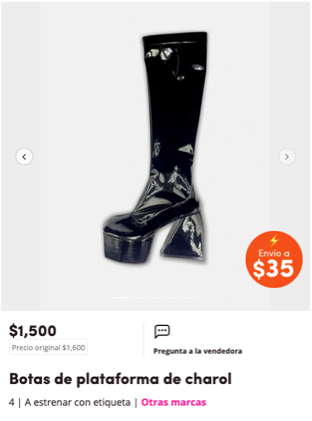 Envío a
$35
$1,500
Precio original $1,600
Pregunta a la vendedora
Botas de plataforma de charol
4 | A estrenar con etiqueta | Otras marcas